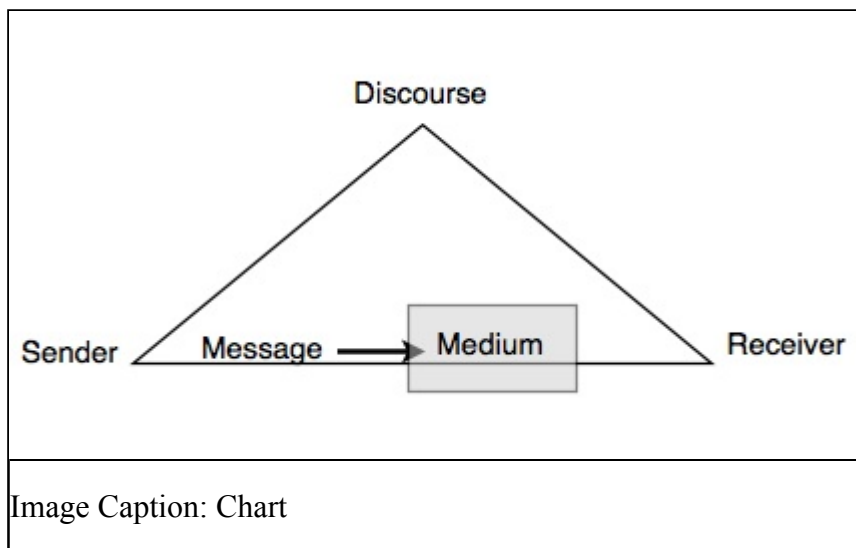 Discourse
Sender
Message
Medium
Receiver
Image Caption: Chart